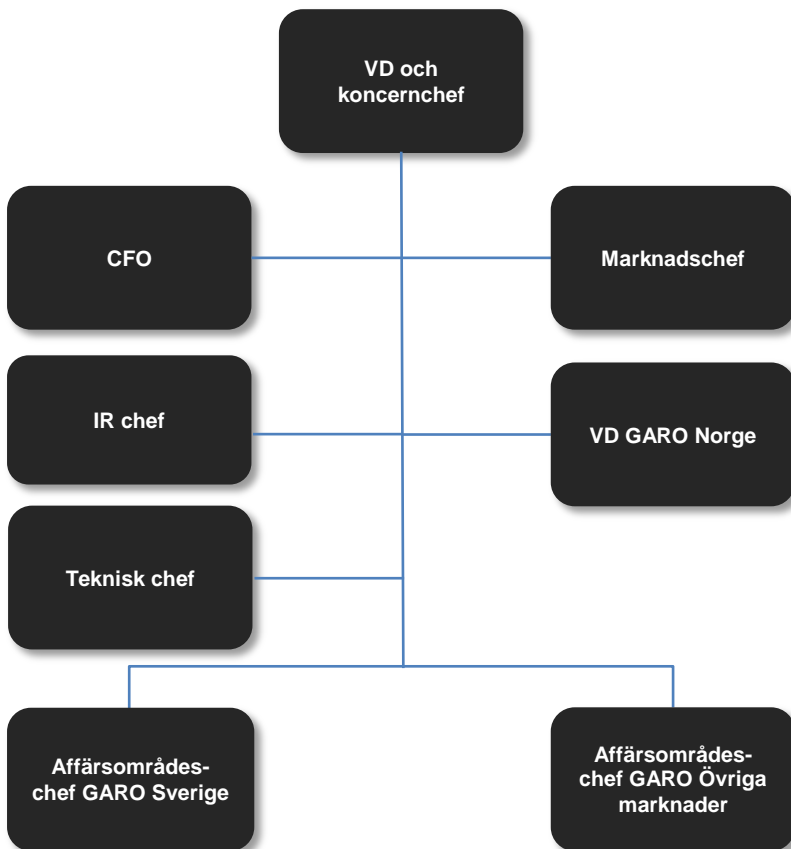 VD och
koncernchef
CFO
Marknadschef
IR chef
VD GARO Norge
Teknisk chef
Affärsområdes-
chef GARO Sverige
Affärsområdes-
chef GARO Övriga
marknader